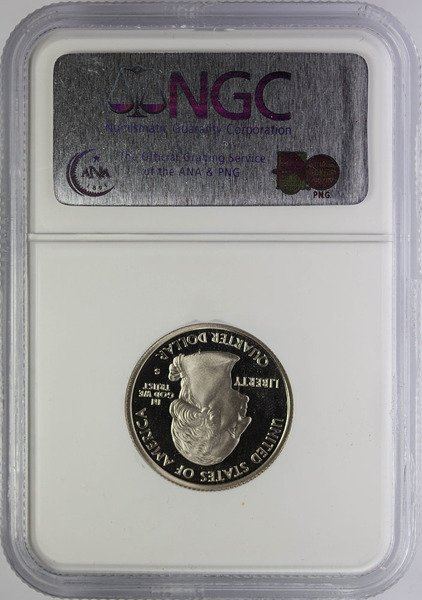 NGC
Numismatic Guaranty Corporation
The Official Grading Service
of the ANA & PNG
ANA
PNG
UNITED STATES OF AMERICA
LIBERTY
IN
GOD WE
TRUST
S
QUARTER DOLLAR